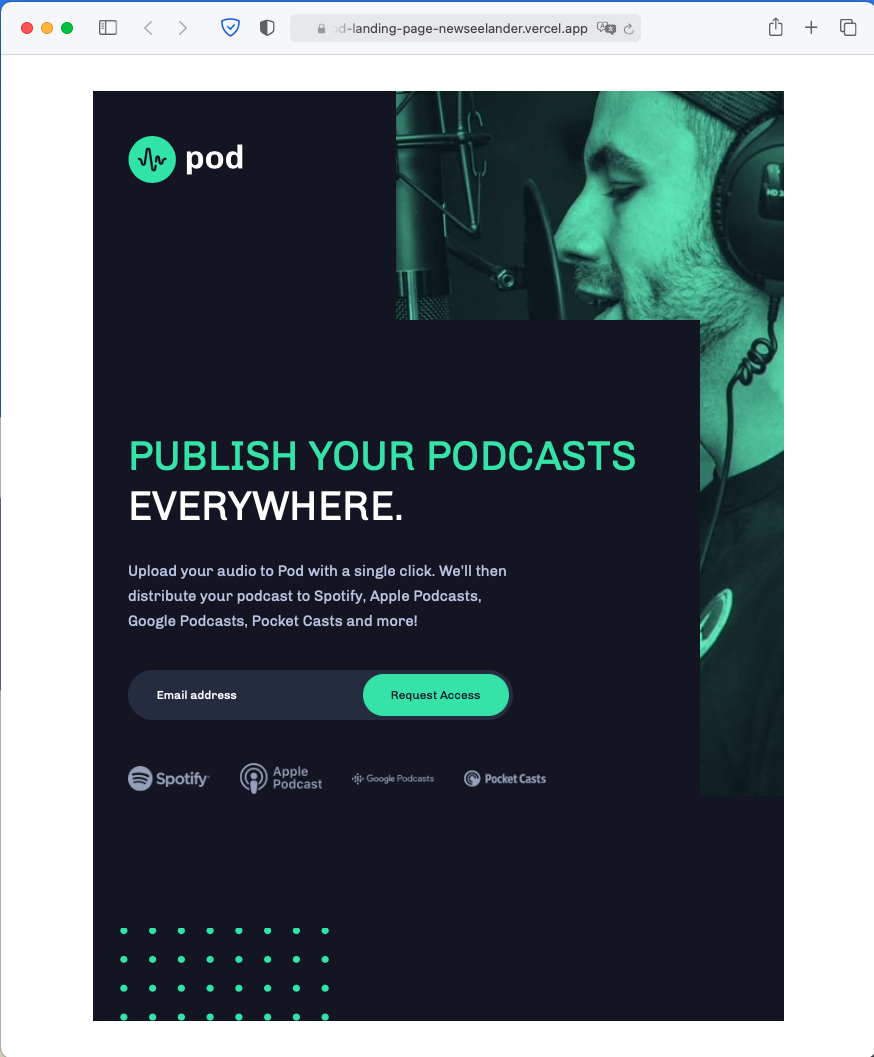 d-landing-page-newseelander.vercel.app
pod
HD 3
PUBLISH YOUR PODCASTS
EVERYWHERE.
Upload your audio to Pod with a single click. We'll then
distribute your podcast to Spotify, Apple Podcasts,
Google Podcasts, Pocket Casts and more!
Email address
Request Access
Spotify
Apple
Podcast
Google Podcasts
Pocket Casts